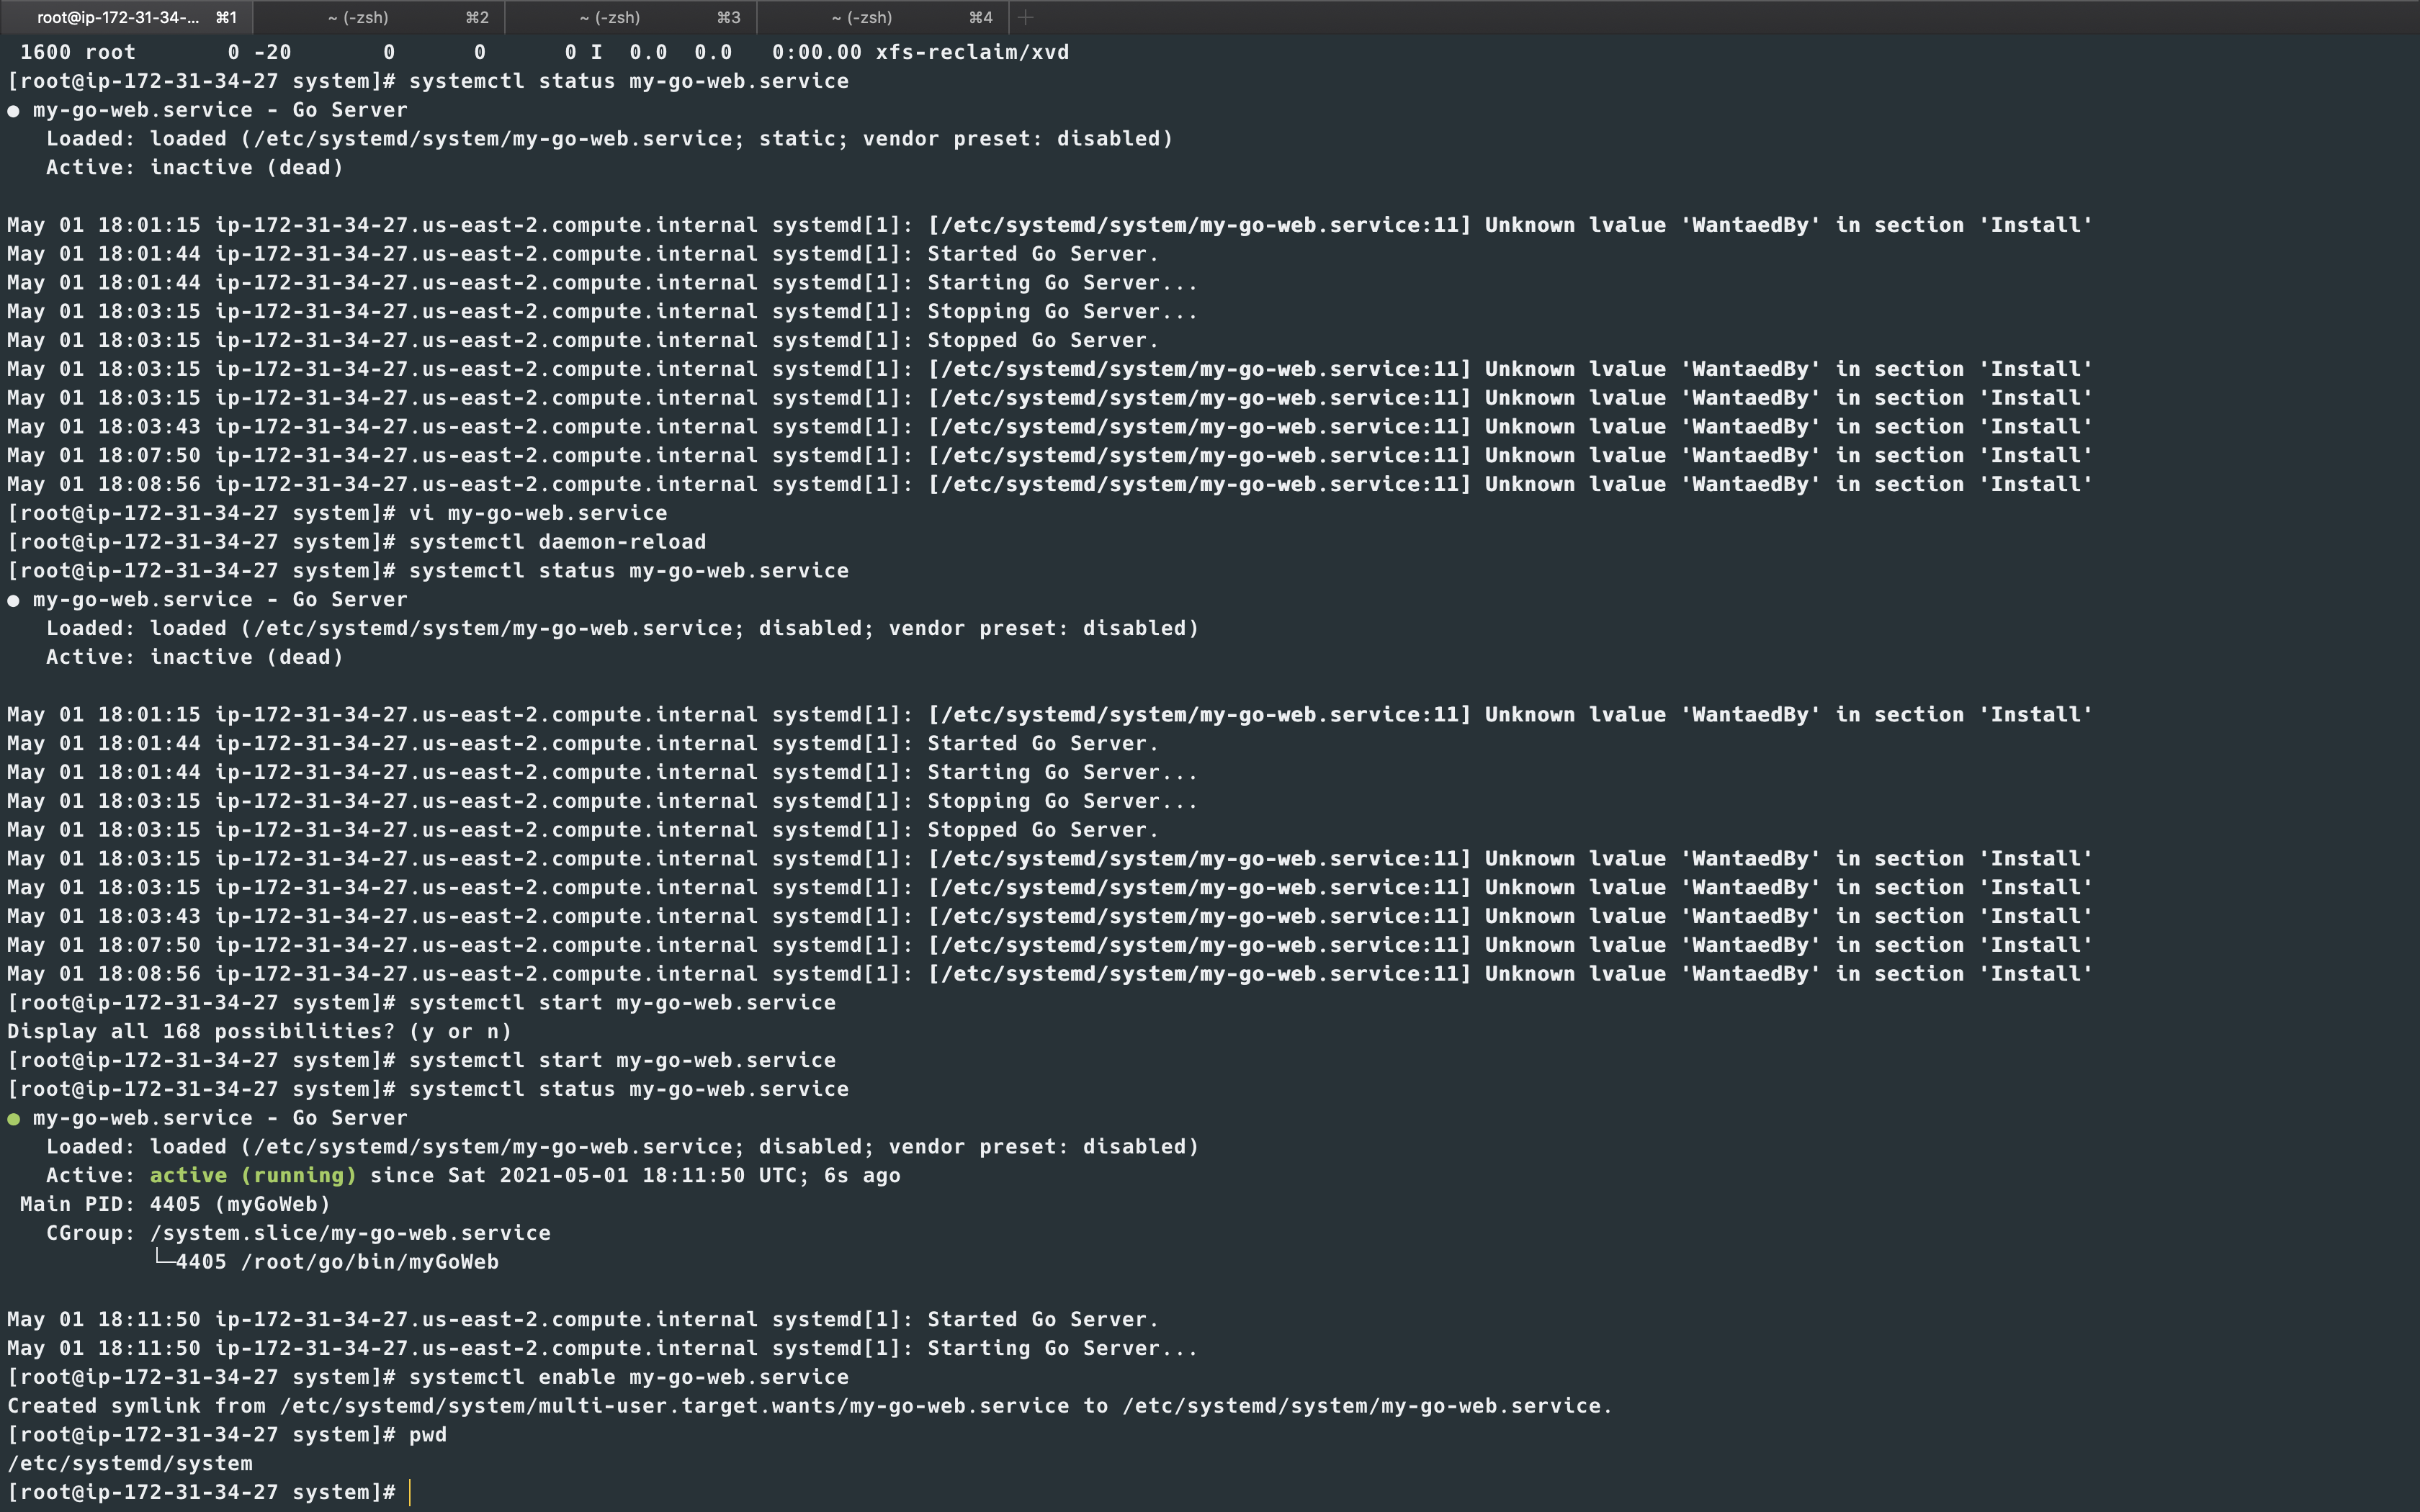 root@ip-172-31-34-... ⌘1 ~ (-zsh) ⌘2 ~ (-zsh) ⌘3 ~ (-zsh) ⌘4 +
1600 root 0 -20 0 0 0 I 0.0 0.0 0:00.00 xfs-reclaim/xvd
[root@ip-172-31-34-27 system]# systemctl status my-go-web.service
● my-go-web.service - Go Server
Loaded: loaded (/etc/systemd/system/my-go-web.service; static; vendor preset: disabled)
Active: inactive (dead)
May 01 18:01:15 ip-172-31-34-27.us-east-2.compute.internal systemd[1]: [/etc/systemd/system/my-go-web.service:11] Unknown lvalue 'WantaedBy' in section 'Install'
May 01 18:01:44 ip-172-31-34-27.us-east-2.compute.internal systemd[1]: Started Go Server.
May 01 18:01:44 ip-172-31-34-27.us-east-2.compute.internal systemd[1]: Starting Go Server...
May 01 18:03:15 ip-172-31-34-27.us-east-2.compute.internal systemd[1]: Stopping Go Server...
May 01 18:03:15 ip-172-31-34-27.us-east-2.compute.internal systemd[1]: Stopped Go Server.
May 01 18:03:15 ip-172-31-34-27.us-east-2.compute.internal systemd[1]: [/etc/systemd/system/my-go-web.service:11] Unknown lvalue 'WantaedBy' in section 'Install'
May 01 18:03:15 ip-172-31-34-27.us-east-2.compute.internal systemd[1]: [/etc/systemd/system/my-go-web.service:11] Unknown lvalue 'WantaedBy' in section 'Install'
May 01 18:03:43 ip-172-31-34-27.us-east-2.compute.internal systemd[1]: [/etc/systemd/system/my-go-web.service:11] Unknown lvalue 'WantaedBy' in section 'Install'
May 01 18:07:50 ip-172-31-34-27.us-east-2.compute.internal systemd[1]: [/etc/systemd/system/my-go-web.service:11] Unknown lvalue 'WantaedBy' in section 'Install'
May 01 18:08:56 ip-172-31-34-27.us-east-2.compute.internal systemd[1]: [/etc/systemd/system/my-go-web.service:11] Unknown lvalue 'WantaedBy' in section 'Install'
[root@ip-172-31-34-27 system]# vi my-go-web.service
[root@ip-172-31-34-27 system]# systemctl daemon-reload
[root@ip-172-31-34-27 system]# systemctl status my-go-web.service
● my-go-web.service - Go Server
Loaded: loaded (/etc/systemd/system/my-go-web.service; disabled; vendor preset: disabled)
Active: inactive (dead)
May 01 18:01:15 ip-172-31-34-27.us-east-2.compute.internal systemd[1]: [/etc/systemd/system/my-go-web.service:11] Unknown lvalue 'WantaedBy' in section 'Install'
May 01 18:01:44 ip-172-31-34-27.us-east-2.compute.internal systemd[1]: Started Go Server.
May 01 18:01:44 ip-172-31-34-27.us-east-2.compute.internal systemd[1]: Starting Go Server...
May 01 18:03:15 ip-172-31-34-27.us-east-2.compute.internal systemd[1]: Stopping Go Server...
May 01 18:03:15 ip-172-31-34-27.us-east-2.compute.internal systemd[1]: Stopped Go Server.
May 01 18:03:15 ip-172-31-34-27.us-east-2.compute.internal systemd[1]: [/etc/systemd/system/my-go-web.service:11] Unknown lvalue 'WantaedBy' in section 'Install'
May 01 18:03:15 ip-172-31-34-27.us-east-2.compute.internal systemd[1]: [/etc/systemd/system/my-go-web.service:11] Unknown lvalue 'WantaedBy' in section 'Install'
May 01 18:03:43 ip-172-31-34-27.us-east-2.compute.internal systemd[1]: [/etc/systemd/system/my-go-web.service:11] Unknown lvalue 'WantaedBy' in section 'Install'
May 01 18:07:50 ip-172-31-34-27.us-east-2.compute.internal systemd[1]: [/etc/systemd/system/my-go-web.service:11] Unknown lvalue 'WantaedBy' in section 'Install'
May 01 18:08:56 ip-172-31-34-27.us-east-2.compute.internal systemd[1]: [/etc/systemd/system/my-go-web.service:11] Unknown lvalue 'WantaedBy' in section 'Install'
[root@ip-172-31-34-27 system]# systemctl start my-go-web.service
Display all 168 possibilities? (y or n)
[root@ip-172-31-34-27 system]# systemctl start my-go-web.service
[root@ip-172-31-34-27 system]# systemctl status my-go-web.service
● my-go-web.service - Go Server
Loaded: loaded (/etc/systemd/system/my-go-web.service; disabled; vendor preset: disabled)
Active: active (running) since Sat 2021-05-01 18:11:50 UTC; 6s ago
Main PID: 4405 (myGoWeb)
CGroup: /system.slice/my-go-web.service
└─4405 /root/go/bin/myGoWeb
May 01 18:11:50 ip-172-31-34-27.us-east-2.compute.internal systemd[1]: Started Go Server.
May 01 18:11:50 ip-172-31-34-27.us-east-2.compute.internal systemd[1]: Starting Go Server...
[root@ip-172-31-34-27 system]# systemctl enable my-go-web.service
Created symlink from /etc/systemd/system/multi-user.target.wants/my-go-web.service to /etc/systemd/system/my-go-web.service.
[root@ip-172-31-34-27 system]# pwd
/etc/systemd/system
[root@ip-172-31-34-27 system]#